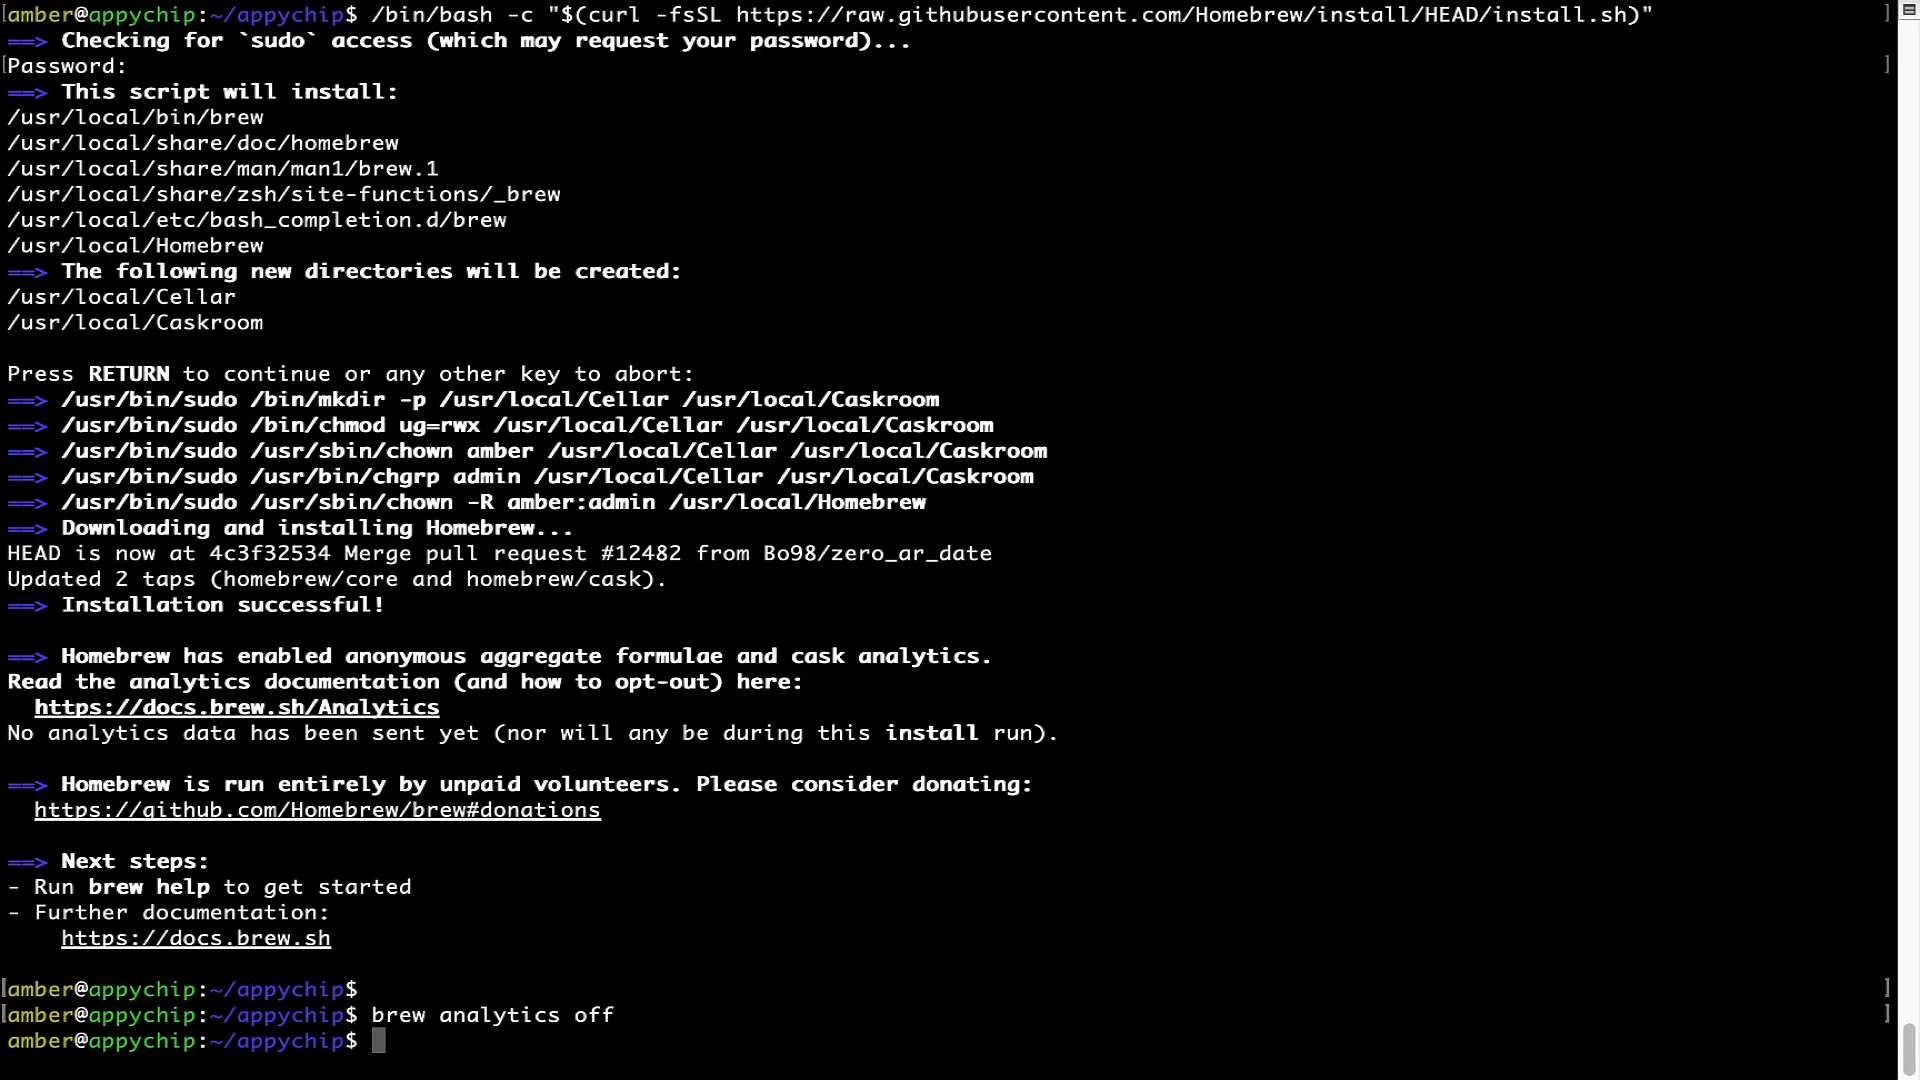 amber@appychip:~/appychip$ /bin/bash -c "$(curl -fsSL https://raw.githubusercontent.com/Homebrew/install/HEAD/install.sh)"
==> Checking for `sudo` access (which may request your password)...
Password:
==> This script will install:
/usr/local/bin/brew
/usr/local/share/doc/homebrew
/usr/local/share/man/man1/brew.1
/usr/local/share/zsh/site-functions/_brew
/usr/local/etc/bash_completion.d/brew
/usr/local/Homebrew
==> The following new directories will be created:
/usr/local/Cellar
/usr/local/Caskroom
Press RETURN to continue or any other key to abort:
==> /usr/bin/sudo /bin/mkdir -p /usr/local/Cellar /usr/local/Caskroom
==> /usr/bin/sudo /bin/chmod ug=rwx /usr/local/Cellar /usr/local/Caskroom
==> /usr/bin/sudo /usr/sbin/chown amber /usr/local/Cellar /usr/local/Caskroom
==> /usr/bin/sudo /usr/bin/chgrp admin /usr/local/Cellar /usr/local/Caskroom
==> /usr/bin/sudo /usr/sbin/chown -R amber:admin /usr/local/Homebrew
==> Downloading and installing Homebrew...
HEAD is now at 4c3f32534 Merge pull request #12482 from Bo98/zero_ar_date
Updated 2 taps (homebrew/core and homebrew/cask).
==> Installation successful!
==> Homebrew has enabled anonymous aggregate formulae and cask analytics.
Read the analytics documentation (and how to opt-out) here:
https://docs.brew.sh/Analytics
No analytics data has been sent yet (nor will any be during this install run).
==> Homebrew is run entirely by unpaid volunteers. Please consider donating:
https://github.com/Homebrew/brew#donations
==> Next steps:
- Run brew help to get started
- Further documentation:
https://docs.brew.sh
amber@appychip:~/appychip$
amber@appychip:~/appychip$ brew analytics off
amber@appychip:~/appychip$